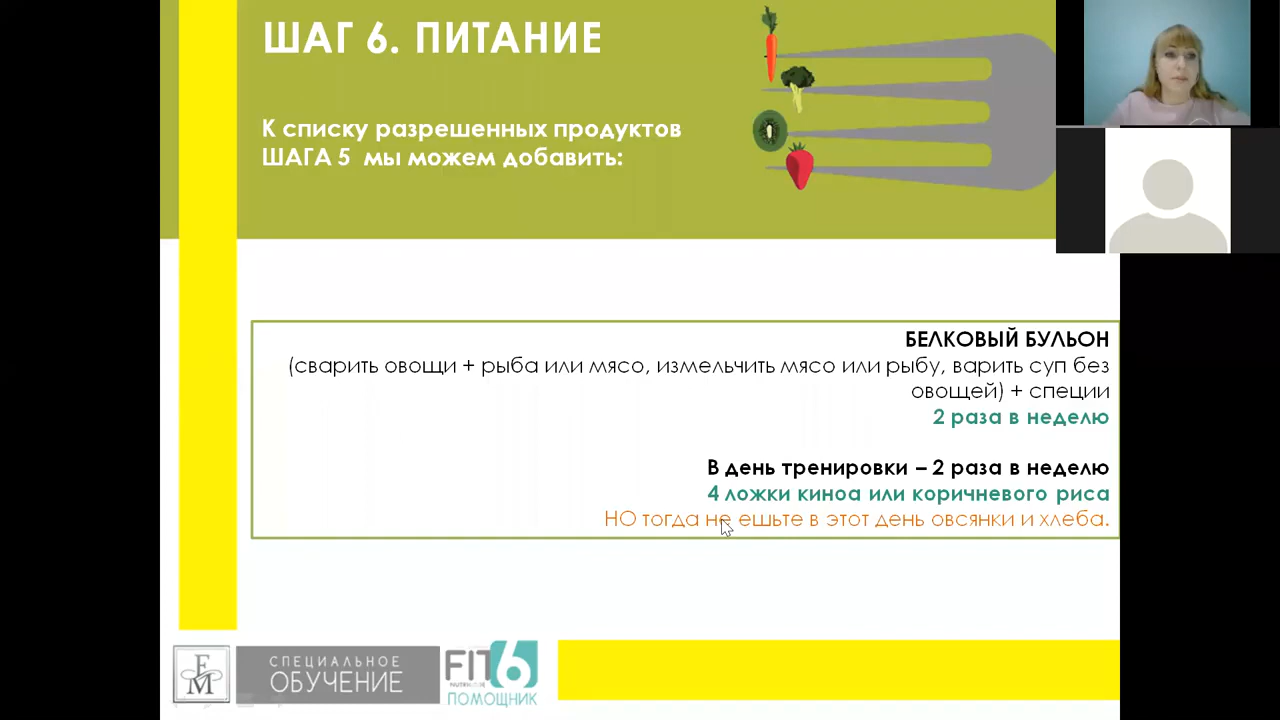 ШАГ 6. ПИТАНИЕ
К списку разрешенных продуктов
ШАГА 5 мы можем добавить:
БЕЛКОВЫЙ БУЛЬОН
(сварить овощи + рыба или мясо, измельчить мясо или рыбу, варить суп без
овощей) + специи
2 раза в неделю
В день тренировки – 2 раза в неделю
4 ложки киноа или коричневого риса
НО тогда не ешьте в этот день овсянки и хлеба.
FM
СПЕЦИАЛЬНОЕ
ОБУЧЕНИЕ
FIT6
ПОМОЩНИК